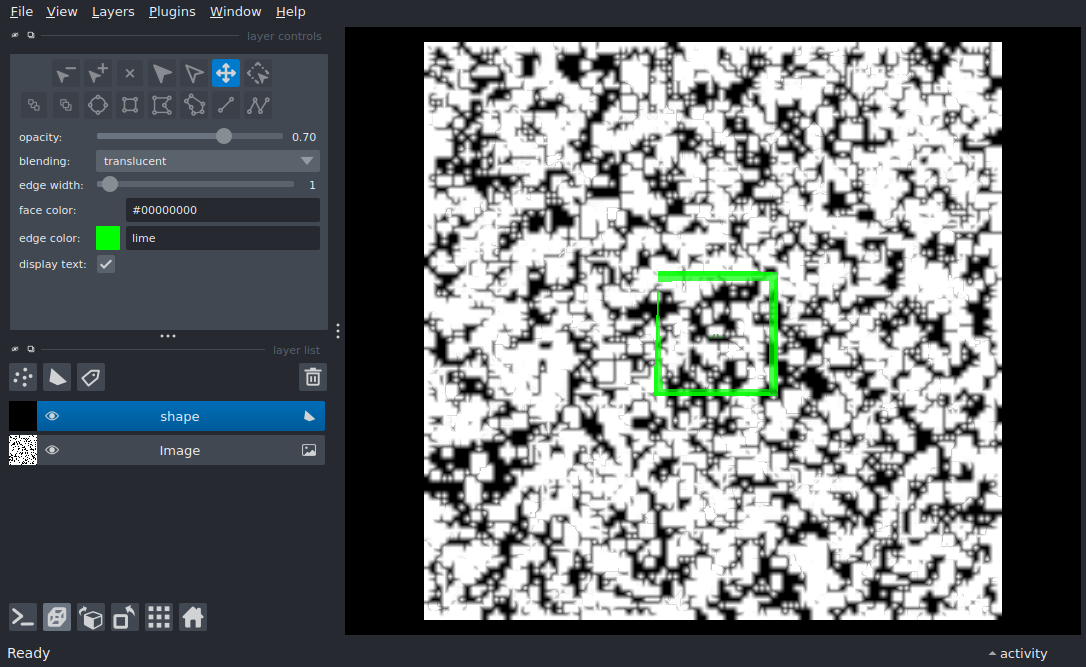 File View Layers Plugins Window Help
layer controls
opacity: 0.70
blending: translucent
edge width: 1
face color: #00000000
edge color: lime
display text:
layer list
shape
Image
Ready
activity